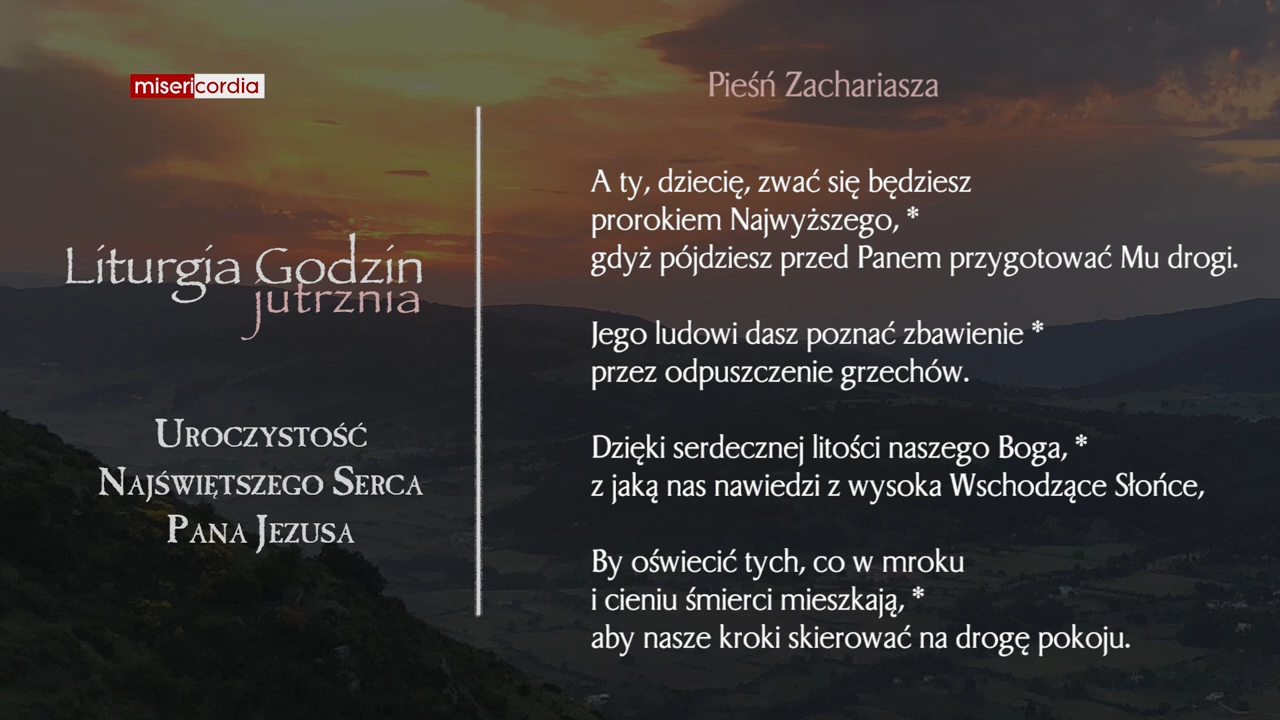 misericordia
Liturgia Godzin
jutrznia
Uroczystość
Najświętszego Serca
Pana Jezusa
Pieśń Zachariasza
A ty, dziecię, zwać się będziesz
prorokiem Najwyższego, *
gdyż pójdziesz przed Panem przygotować Mu drogi.
Jego ludowi dasz poznać zbawienie *
przez odpuszczenie grzechów.
Dzięki serdecznej litości naszego Boga, *
z jaką nas nawiedzi z wysoka Wschodzące Słońce,
By oświecić tych, co w mroku
i cieniu śmierci mieszkają, *
aby nasze kroki skierować na drogę pokoju.